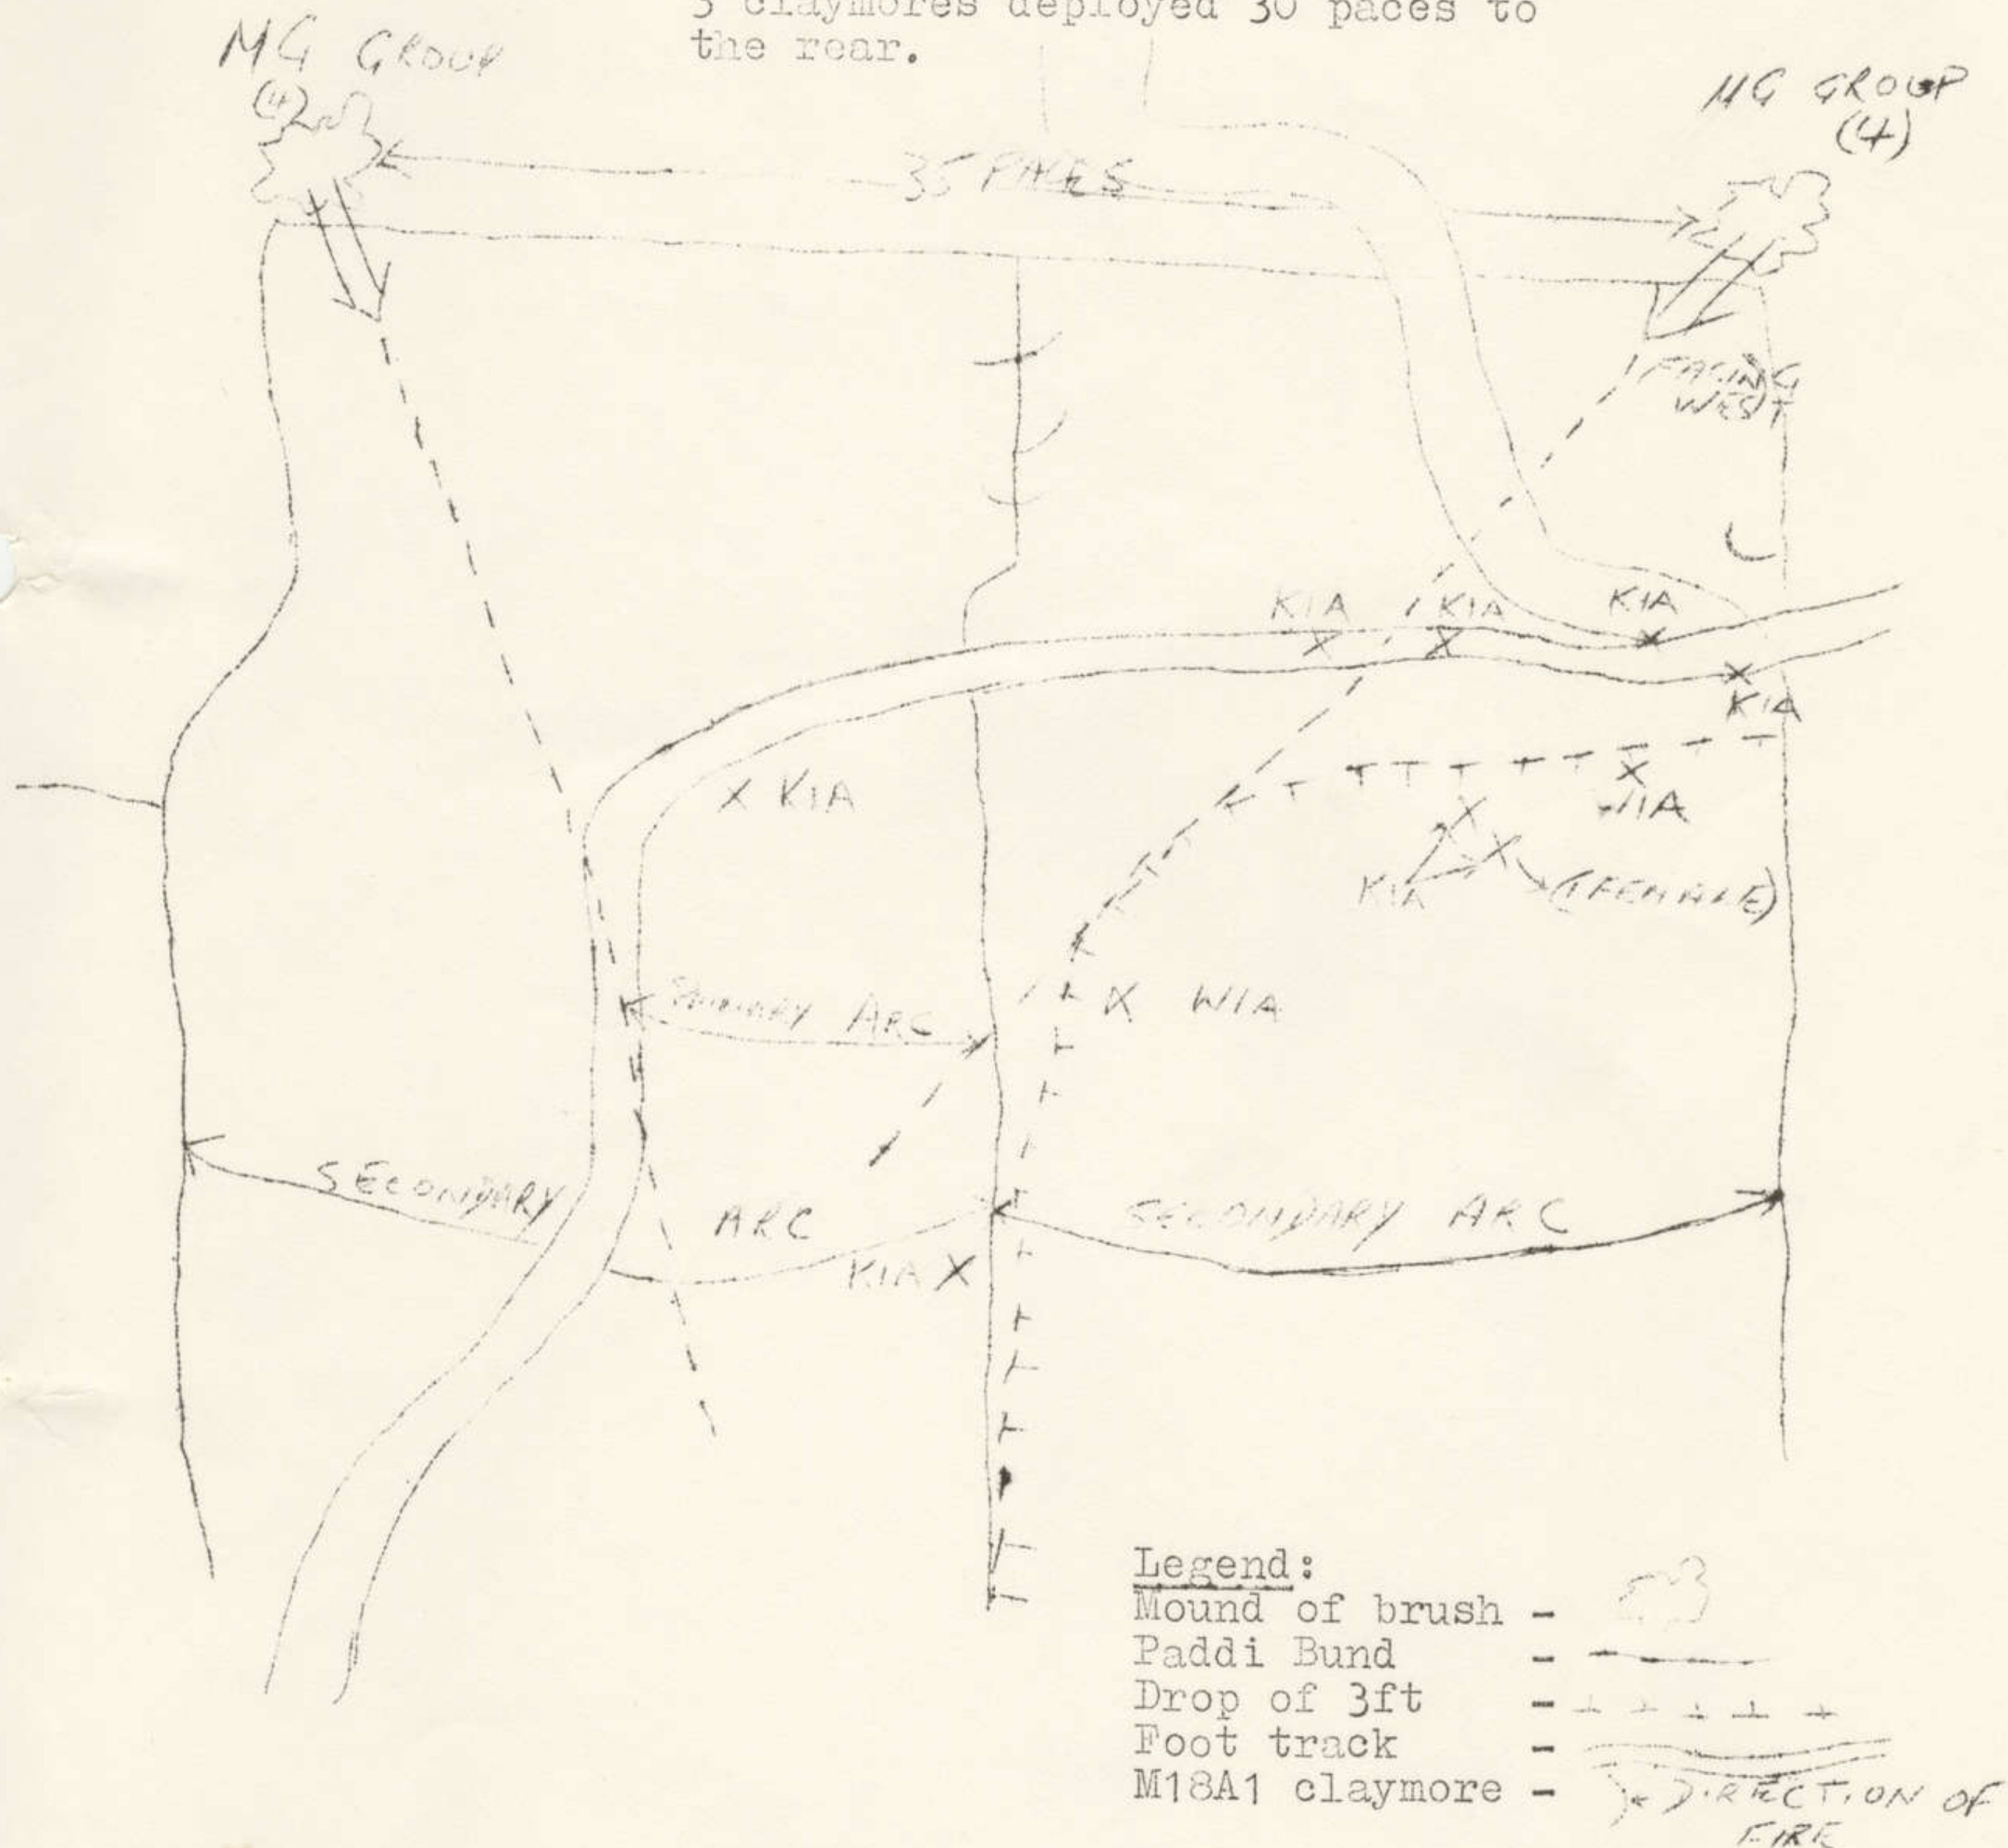 3 claymores deployed 30 paces to
the rear.
MG GROUP
(4)
MG GROUP
(4)
35 PACES
FACING
WEST
KIA
KIA
KIA
KIA
KIA
WIA
KIA
(1 FEMALE)
WIA
PRIMARY ARC
SECONDARY
ARC
SECONDARY ARC
KIA
Legend:
Mound of brush -
Paddi Bund -
Drop of 3ft -
Foot track -
M18A1 claymore -
DIRECTION OF
FIRE